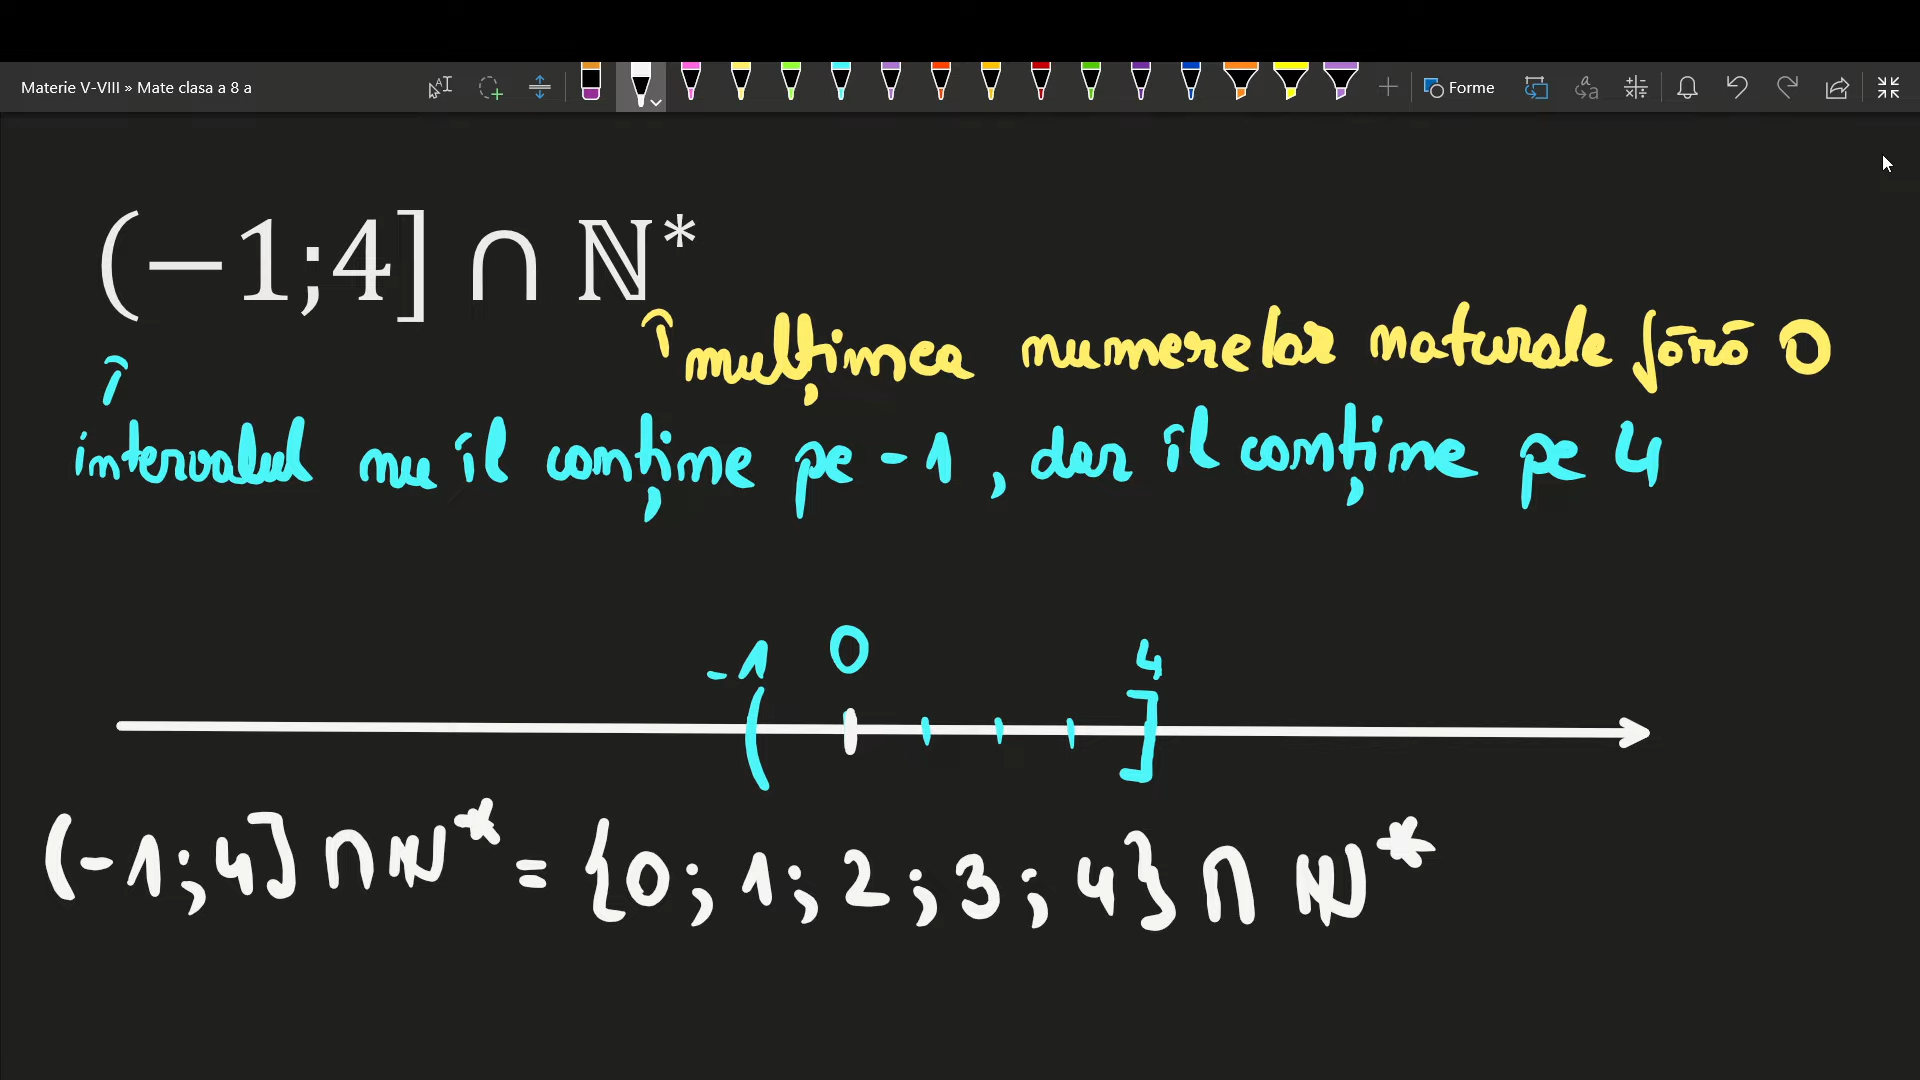 Materie V-VIII » Mate clasa a 8 a
Forme
(−1;4] ∩ ℕ*
mulțimea numerelor naturale fără 0
intervalul nu îl conține pe -1, dar îl conține pe 4
-1 0 4
(-1;4] ∩ ℕ* = {0; 1; 2; 3; 4} ∩ ℕ*